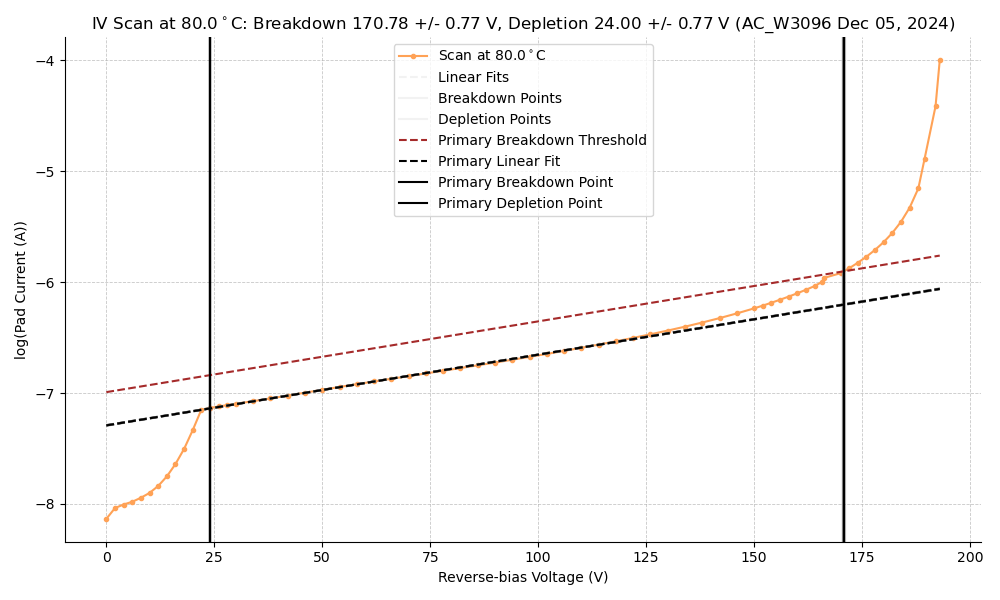 IV Scan at 80.0°C: Breakdown 170.78 +/- 0.77 V, Depletion 24.00 +/- 0.77 V (AC_W3096 Dec 05, 2024)
Scan at 80.0°C
Linear Fits
Breakdown Points
Depletion Points
Primary Breakdown Threshold
Primary Linear Fit
Primary Breakdown Point
Primary Depletion Point
log(Pad Current (A))
−4
−5
−6
−7
−8
0 25 50 75 100 125 150 175 200
Reverse-bias Voltage (V)